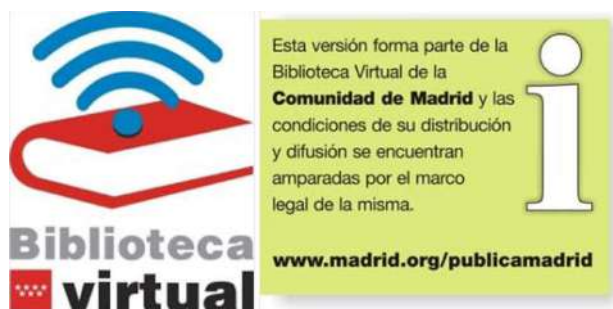 Biblioteca
virtual
Esta versión forma parte de la
Biblioteca Virtual de la
Comunidad de Madrid y las
condiciones de su distribución
y difusión se encuentran
amparadas por el marco
legal de la misma.
www.madrid.org/publicamadrid